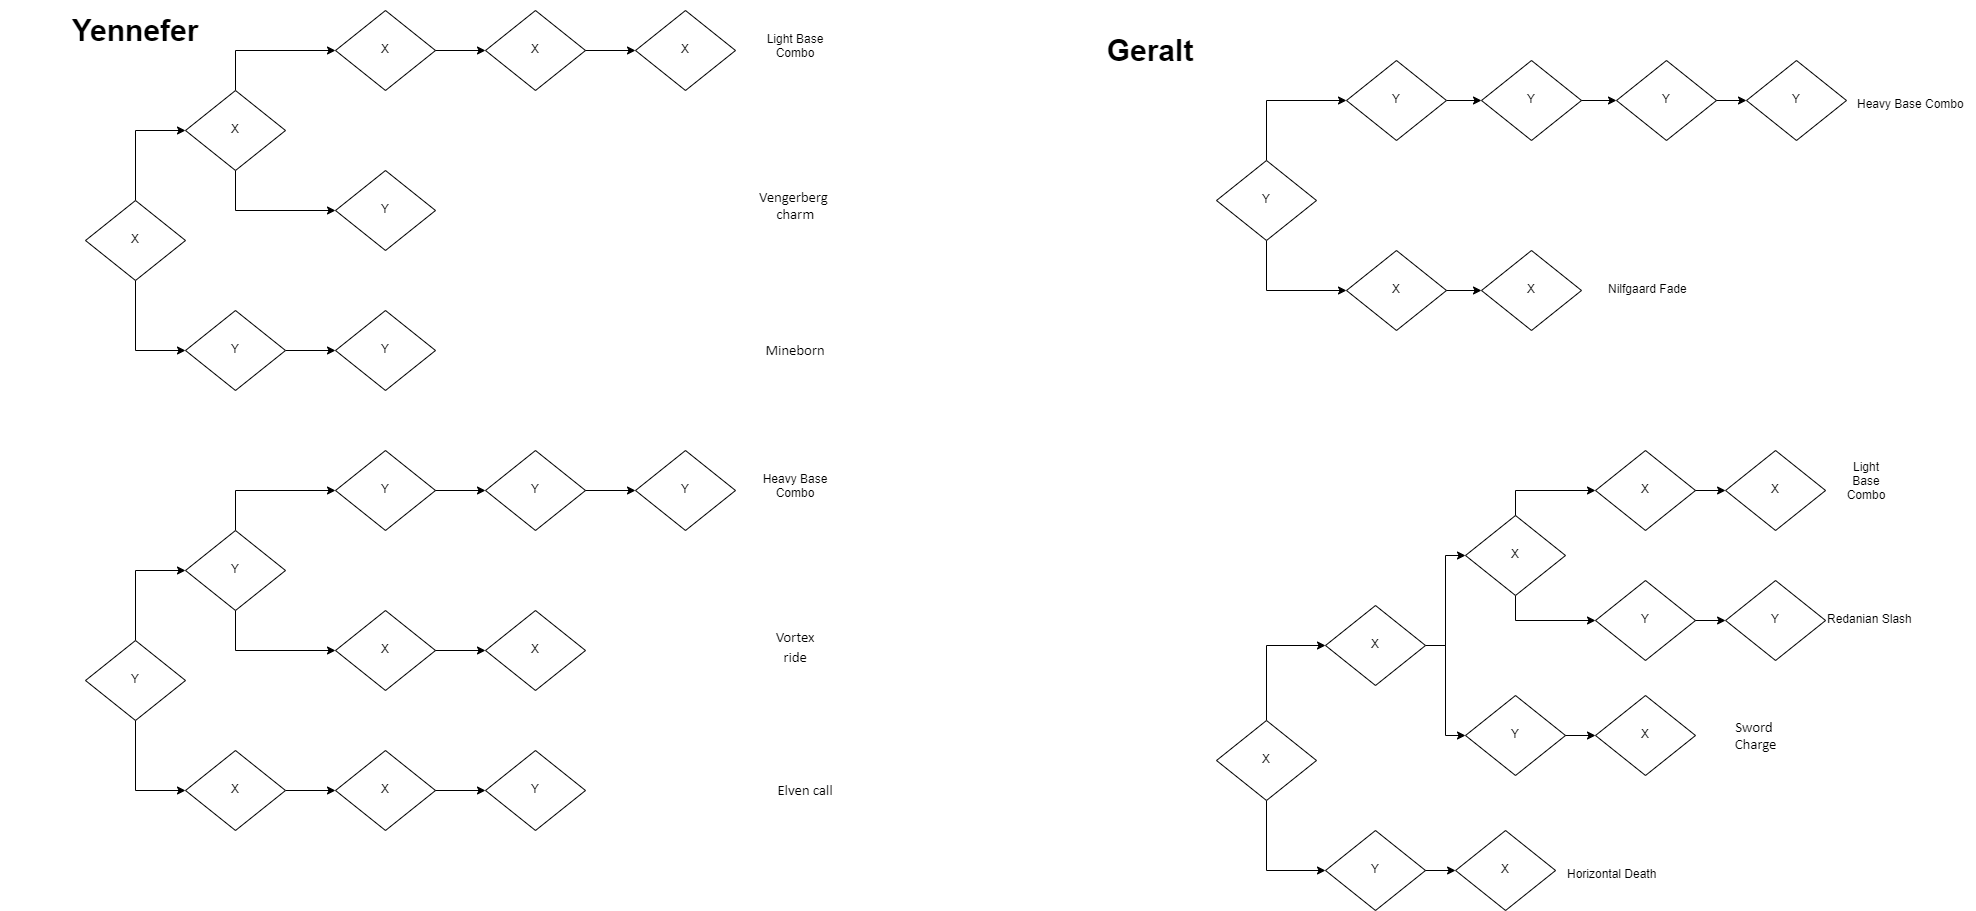 Yennefer
X
X
X
X
X
Light Base
Combo
Y
Vengerberg
charm
Y
Y
Mineborn
Y
Y
Y
Y
Y
Heavy Base
Combo
X
X
Vortex
ride
X
X
Y
Elven call
Geralt
Y
Y
Y
Y
Y
Heavy Base Combo
X
X
Nilfgaard Fade
X
X
X
X
X
Light
Base
Combo
Y
Y
Redanian Slash
Y
X
Sword
Charge
Y
X
Horizontal Death